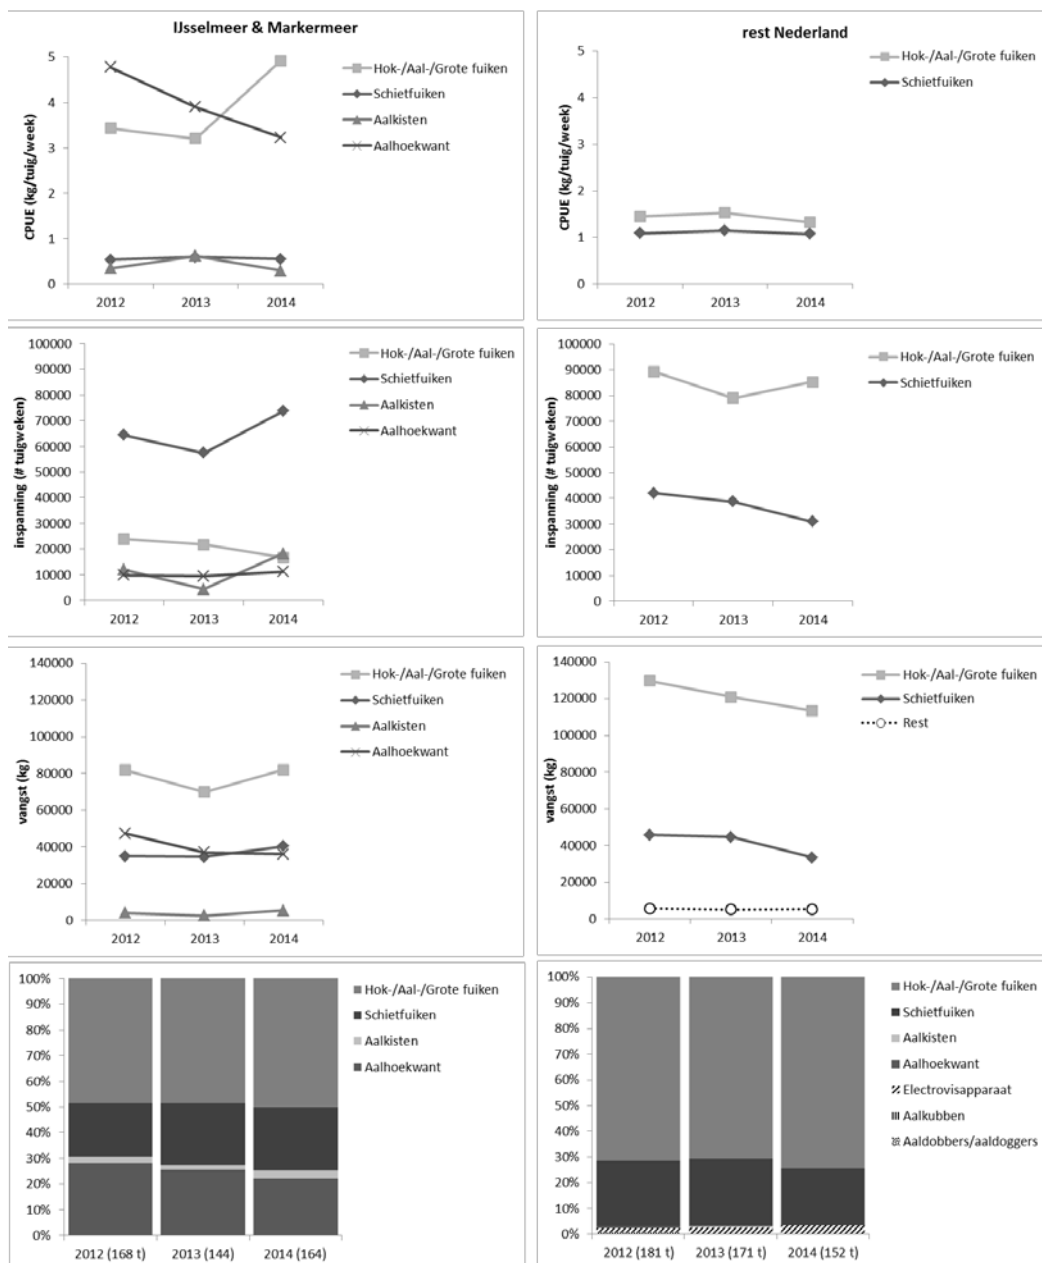 IJsselmeer & Markermeer
5
4
3
2
1
0
CPUE (kg/tuig/week)
2012 2013 2014
Hok-/Aal-/Grote fuiken
Schietfuiken
Aalkisten
Aalhoekwant
rest Nederland
5
4
3
2
1
0
CPUE (kg/tuig/week)
2012 2013 2014
Hok-/Aal-/Grote fuiken
Schietfuiken
100000
90000
80000
70000
60000
50000
40000
30000
20000
10000
0
inspanning (# tuigweken)
2012 2013 2014
Hok-/Aal-/Grote fuiken
Schietfuiken
Aalkisten
Aalhoekwant
100000
90000
80000
70000
60000
50000
40000
30000
20000
10000
0
inspanning (# tuigweken)
2012 2013 2014
Hok-/Aal-/Grote fuiken
Schietfuiken
140000
120000
100000
80000
60000
40000
20000
0
vangst (kg)
2012 2013 2014
Hok-/Aal-/Grote fuiken
Schietfuiken
Aalkisten
Aalhoekwant
140000
120000
100000
80000
60000
40000
20000
0
vangst (kg)
2012 2013 2014
Hok-/Aal-/Grote fuiken
Schietfuiken
Rest
100%
90%
80%
70%
60%
50%
40%
30%
20%
10%
0%
2012 (168 t) 2013 (144) 2014 (164)
Hok-/Aal-/Grote fuiken
Schietfuiken
Aalkisten
Aalhoekwant
100%
90%
80%
70%
60%
50%
40%
30%
20%
10%
0%
2012 (181 t) 2013 (171 t) 2014 (152 t)
Hok-/Aal-/Grote fuiken
Schietfuiken
Aalkisten
Aalhoekwant
Electrovisapparaat
Aalkubben
Aaldobbers/aaldoggers